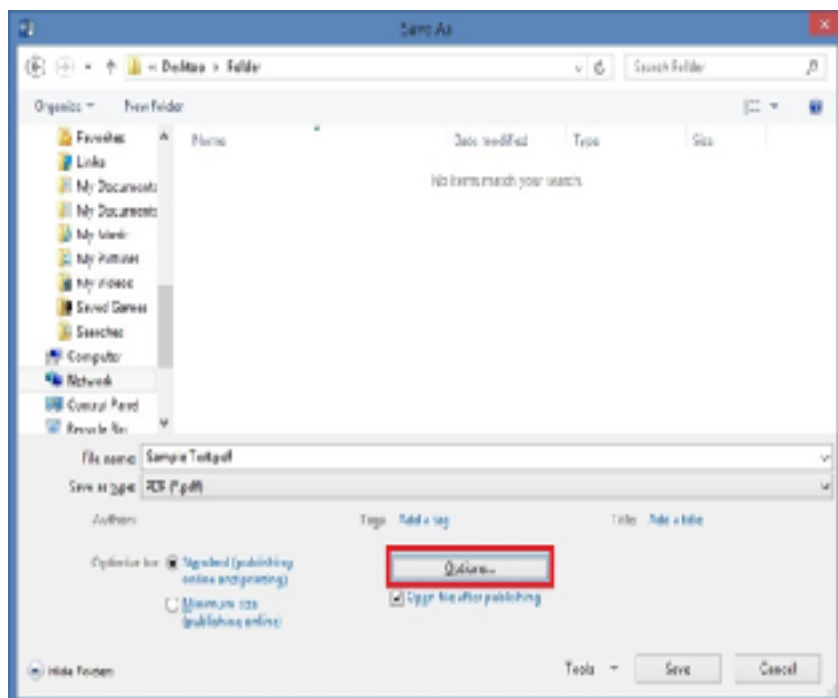 Save As
« Desktop › Folder
Search Folder
Organize
New folder
Name
Date modified
Type
Size
No items match your search.
Favorites
Links
My Documents
My Documents
My Music
My Pictures
My Videos
Saved Games
Searches
Computer
Network
Control Panel
Recycle Bin
File name: Sample Text.pdf
Save as type: PDF (*.pdf)
Authors:
Tags: Add a tag
Title: Add a title
Optimize for:
Standard (publishing
online and printing)
Minimum size
(publishing online)
Options...
Open file after publishing
Hide Folders
Tools
Save
Cancel